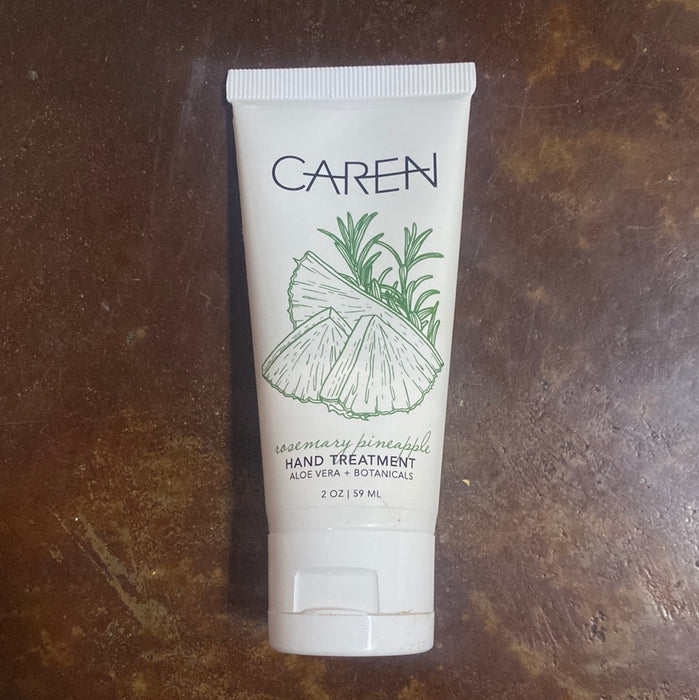 CAREN
rosemary pineapple
HAND TREATMENT
ALOE VERA + BOTANICALS
2 OZ | 59 ML